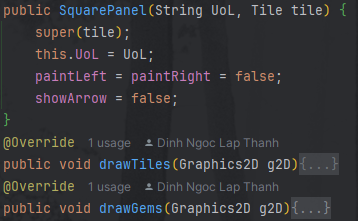 public SquarePanel(String UoL, Tile tile) {
super(tile);
this.UoL = UoL;
paintLeft = paintRight = false;
showArrow = false;
}
@Override 1 usage Dinh Ngoc Lap Thanh
public void drawTiles(Graphics2D g2D){...}
@Override 1 usage Dinh Ngoc Lap Thanh
public void drawGems(Graphics2D g2D){...}